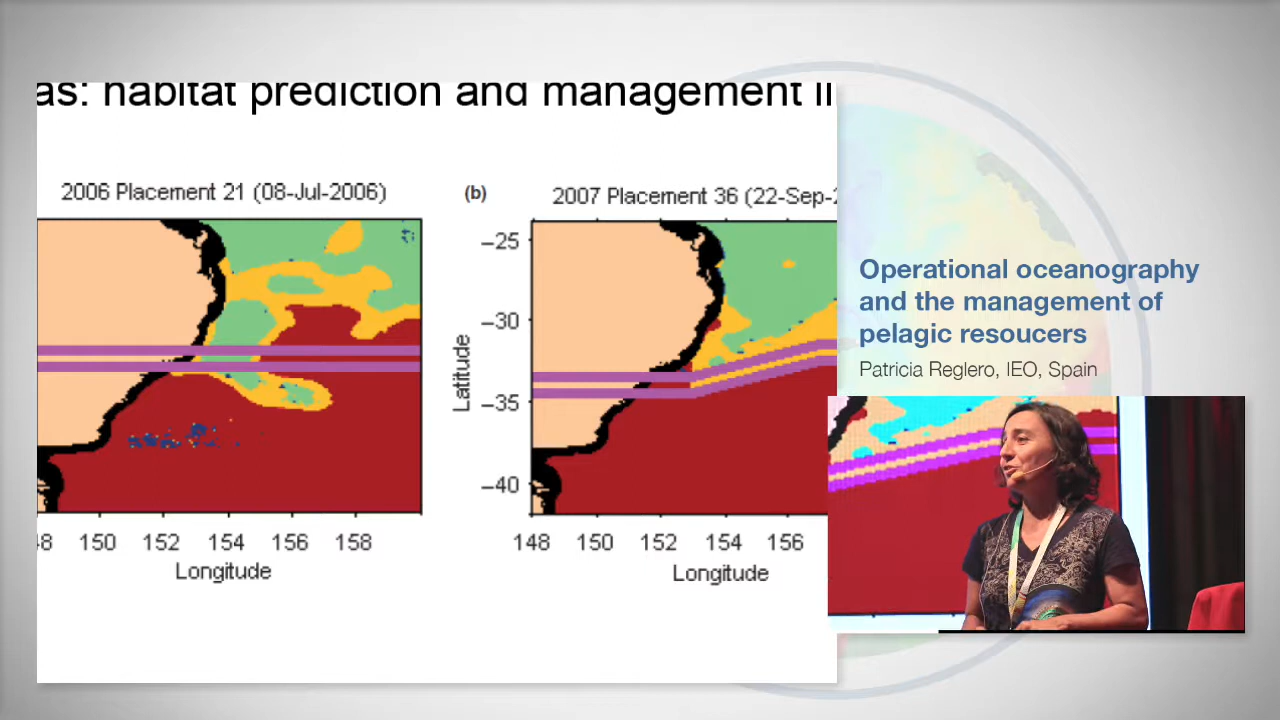 as: habitat prediction and management li
2006 Placement 21 (08-Jul-2006)
148 150 152 154 156 158
Longitude
(b)
2007 Placement 36 (22-Sep-2
Latitude
−25
−30
−35
−40
148 150 152 154 156
Longitude
Operational oceanography
and the management of
pelagic resoucers
Patricia Reglero, IEO, Spain